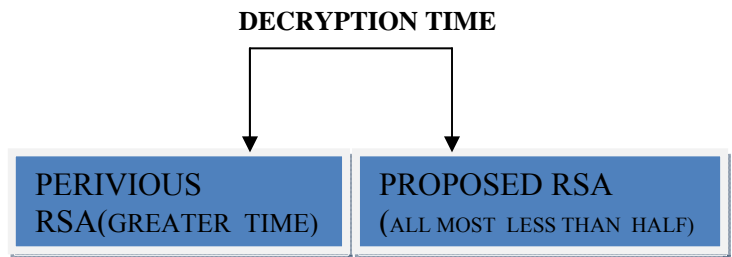 DECRYPTION TIME
PERIVIOUS
RSA(GREATER TIME)
PROPOSED RSA
(ALL MOST LESS THAN HALF)